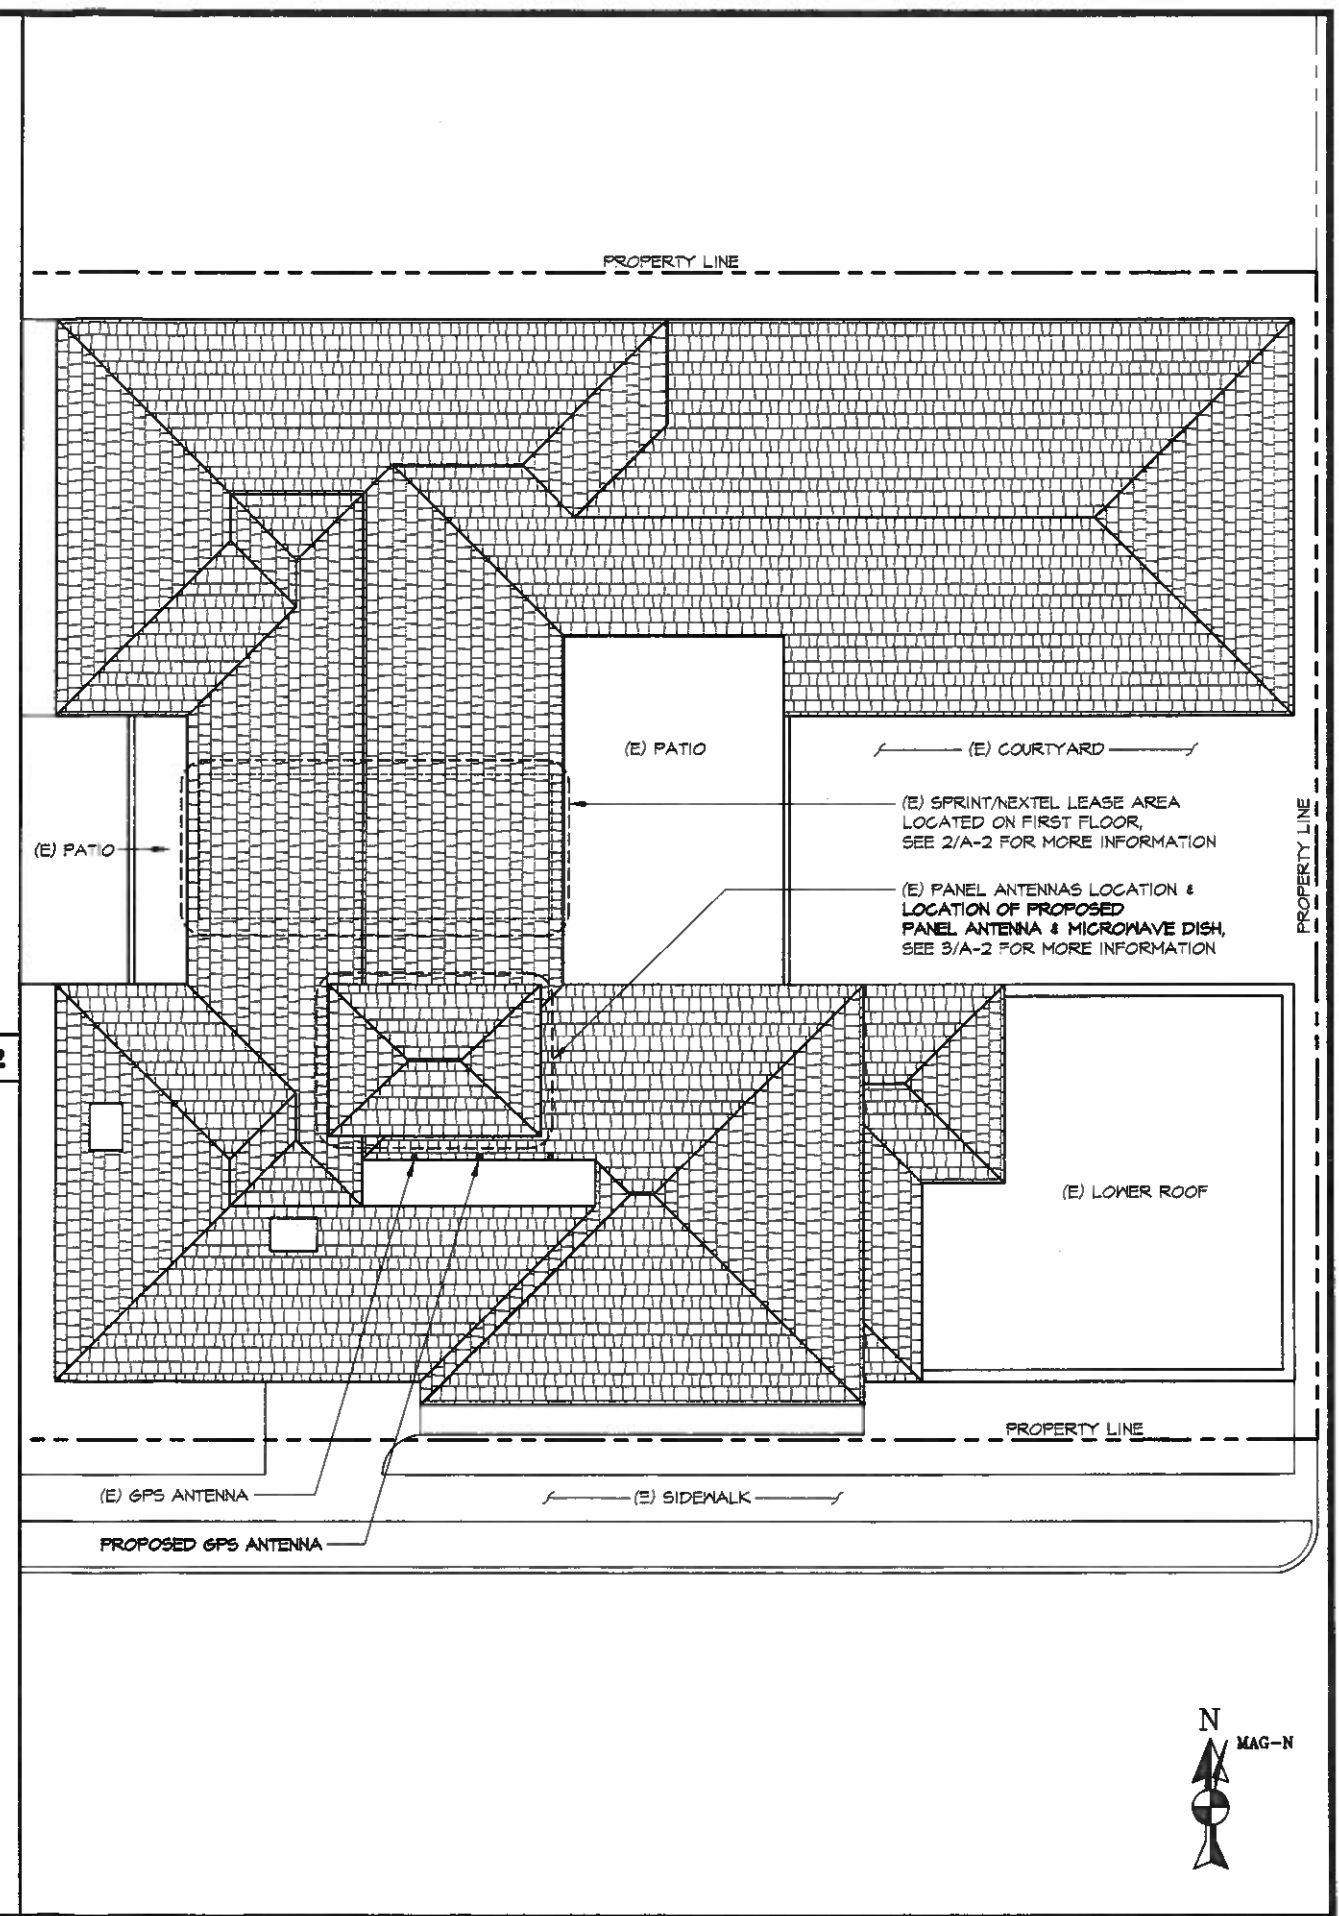 PROPERTY LINE
(E) PATIO
(E) COURTYARD
(E) SPRINT/NEXTEL LEASE AREA
LOCATED ON FIRST FLOOR,
SEE 2/A-2 FOR MORE INFORMATION
PROPERTY LINE
(E) PATIO
(E) PANEL ANTENNAS LOCATION &
LOCATION OF PROPOSED
PANEL ANTENNA & MICROWAVE DISH,
SEE 3/A-2 FOR MORE INFORMATION
(E) LOWER ROOF
PROPERTY LINE
(E) GPS ANTENNA
(E) SIDEWALK
PROPOSED GPS ANTENNA
N
MAG-N